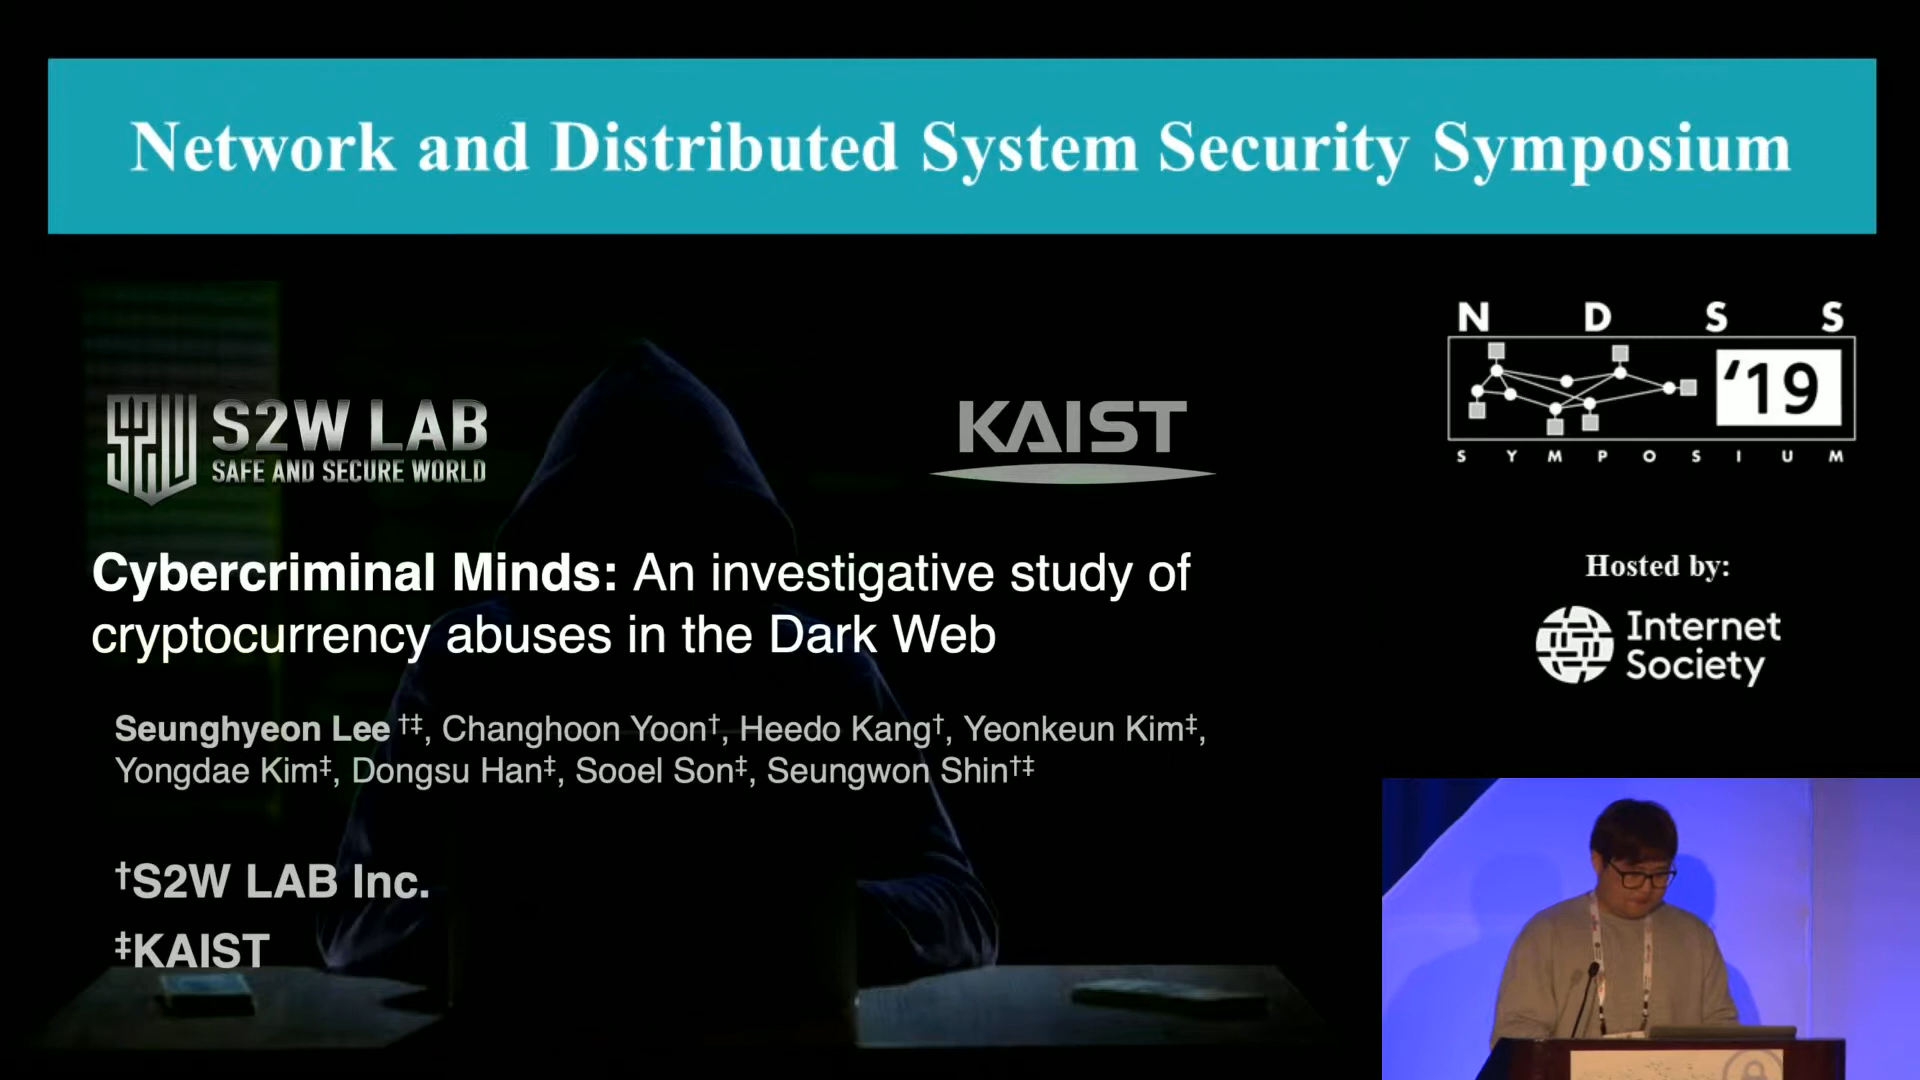 Network and Distributed System Security Symposium
S2W LAB
SAFE AND SECURE WORLD
KAIST
N D S S
'19
S Y M P O S I U M
Cybercriminal Minds: An investigative study of
cryptocurrency abuses in the Dark Web
Hosted by:
Internet
Society
Seunghyeon Lee †‡, Changhoon Yoon†, Heedo Kang†, Yeonkeun Kim‡,
Yongdae Kim‡, Dongsu Han‡, Sooel Son‡, Seungwon Shin†‡
†S2W LAB Inc.
‡KAIST